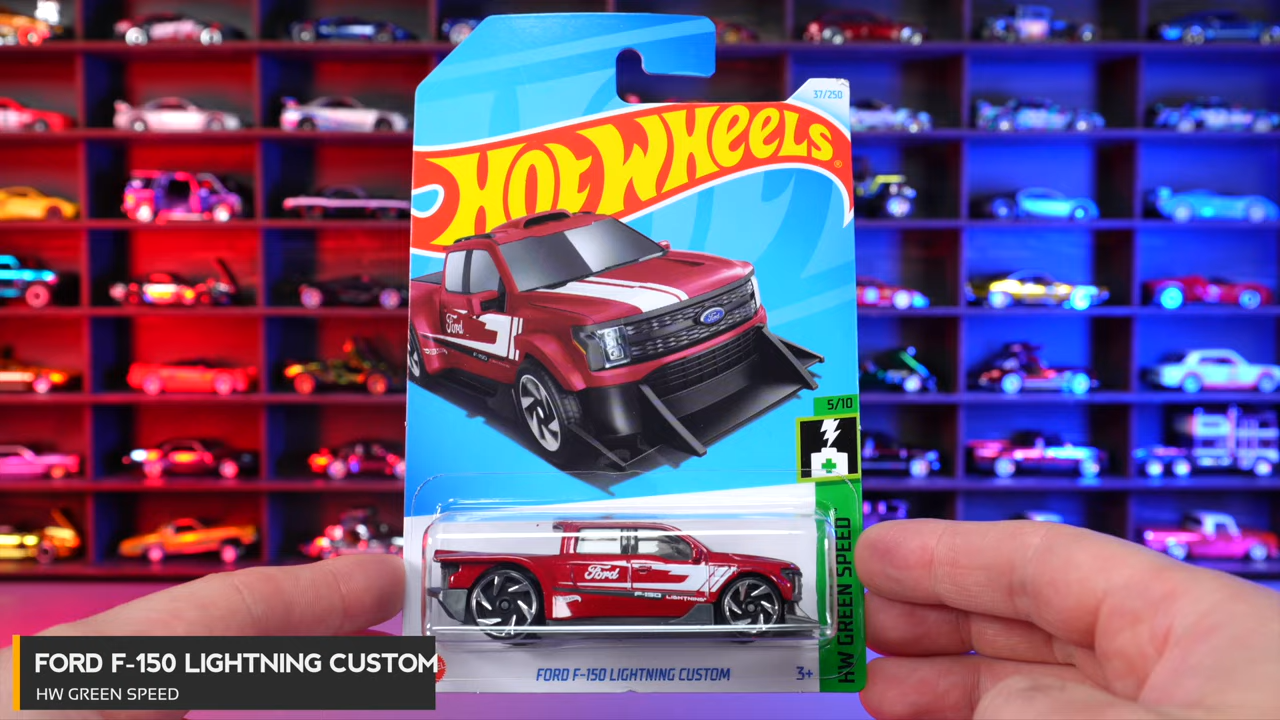 37/250
HOT WHEELS®
Ford
Ford
F-150
5/10
HW GREEN SPEED
Ford
F-150 LIGHTNING
FORD F-150 LIGHTNING CUSTOM
3+
FORD F-150 LIGHTNING CUSTOM
HW GREEN SPEED